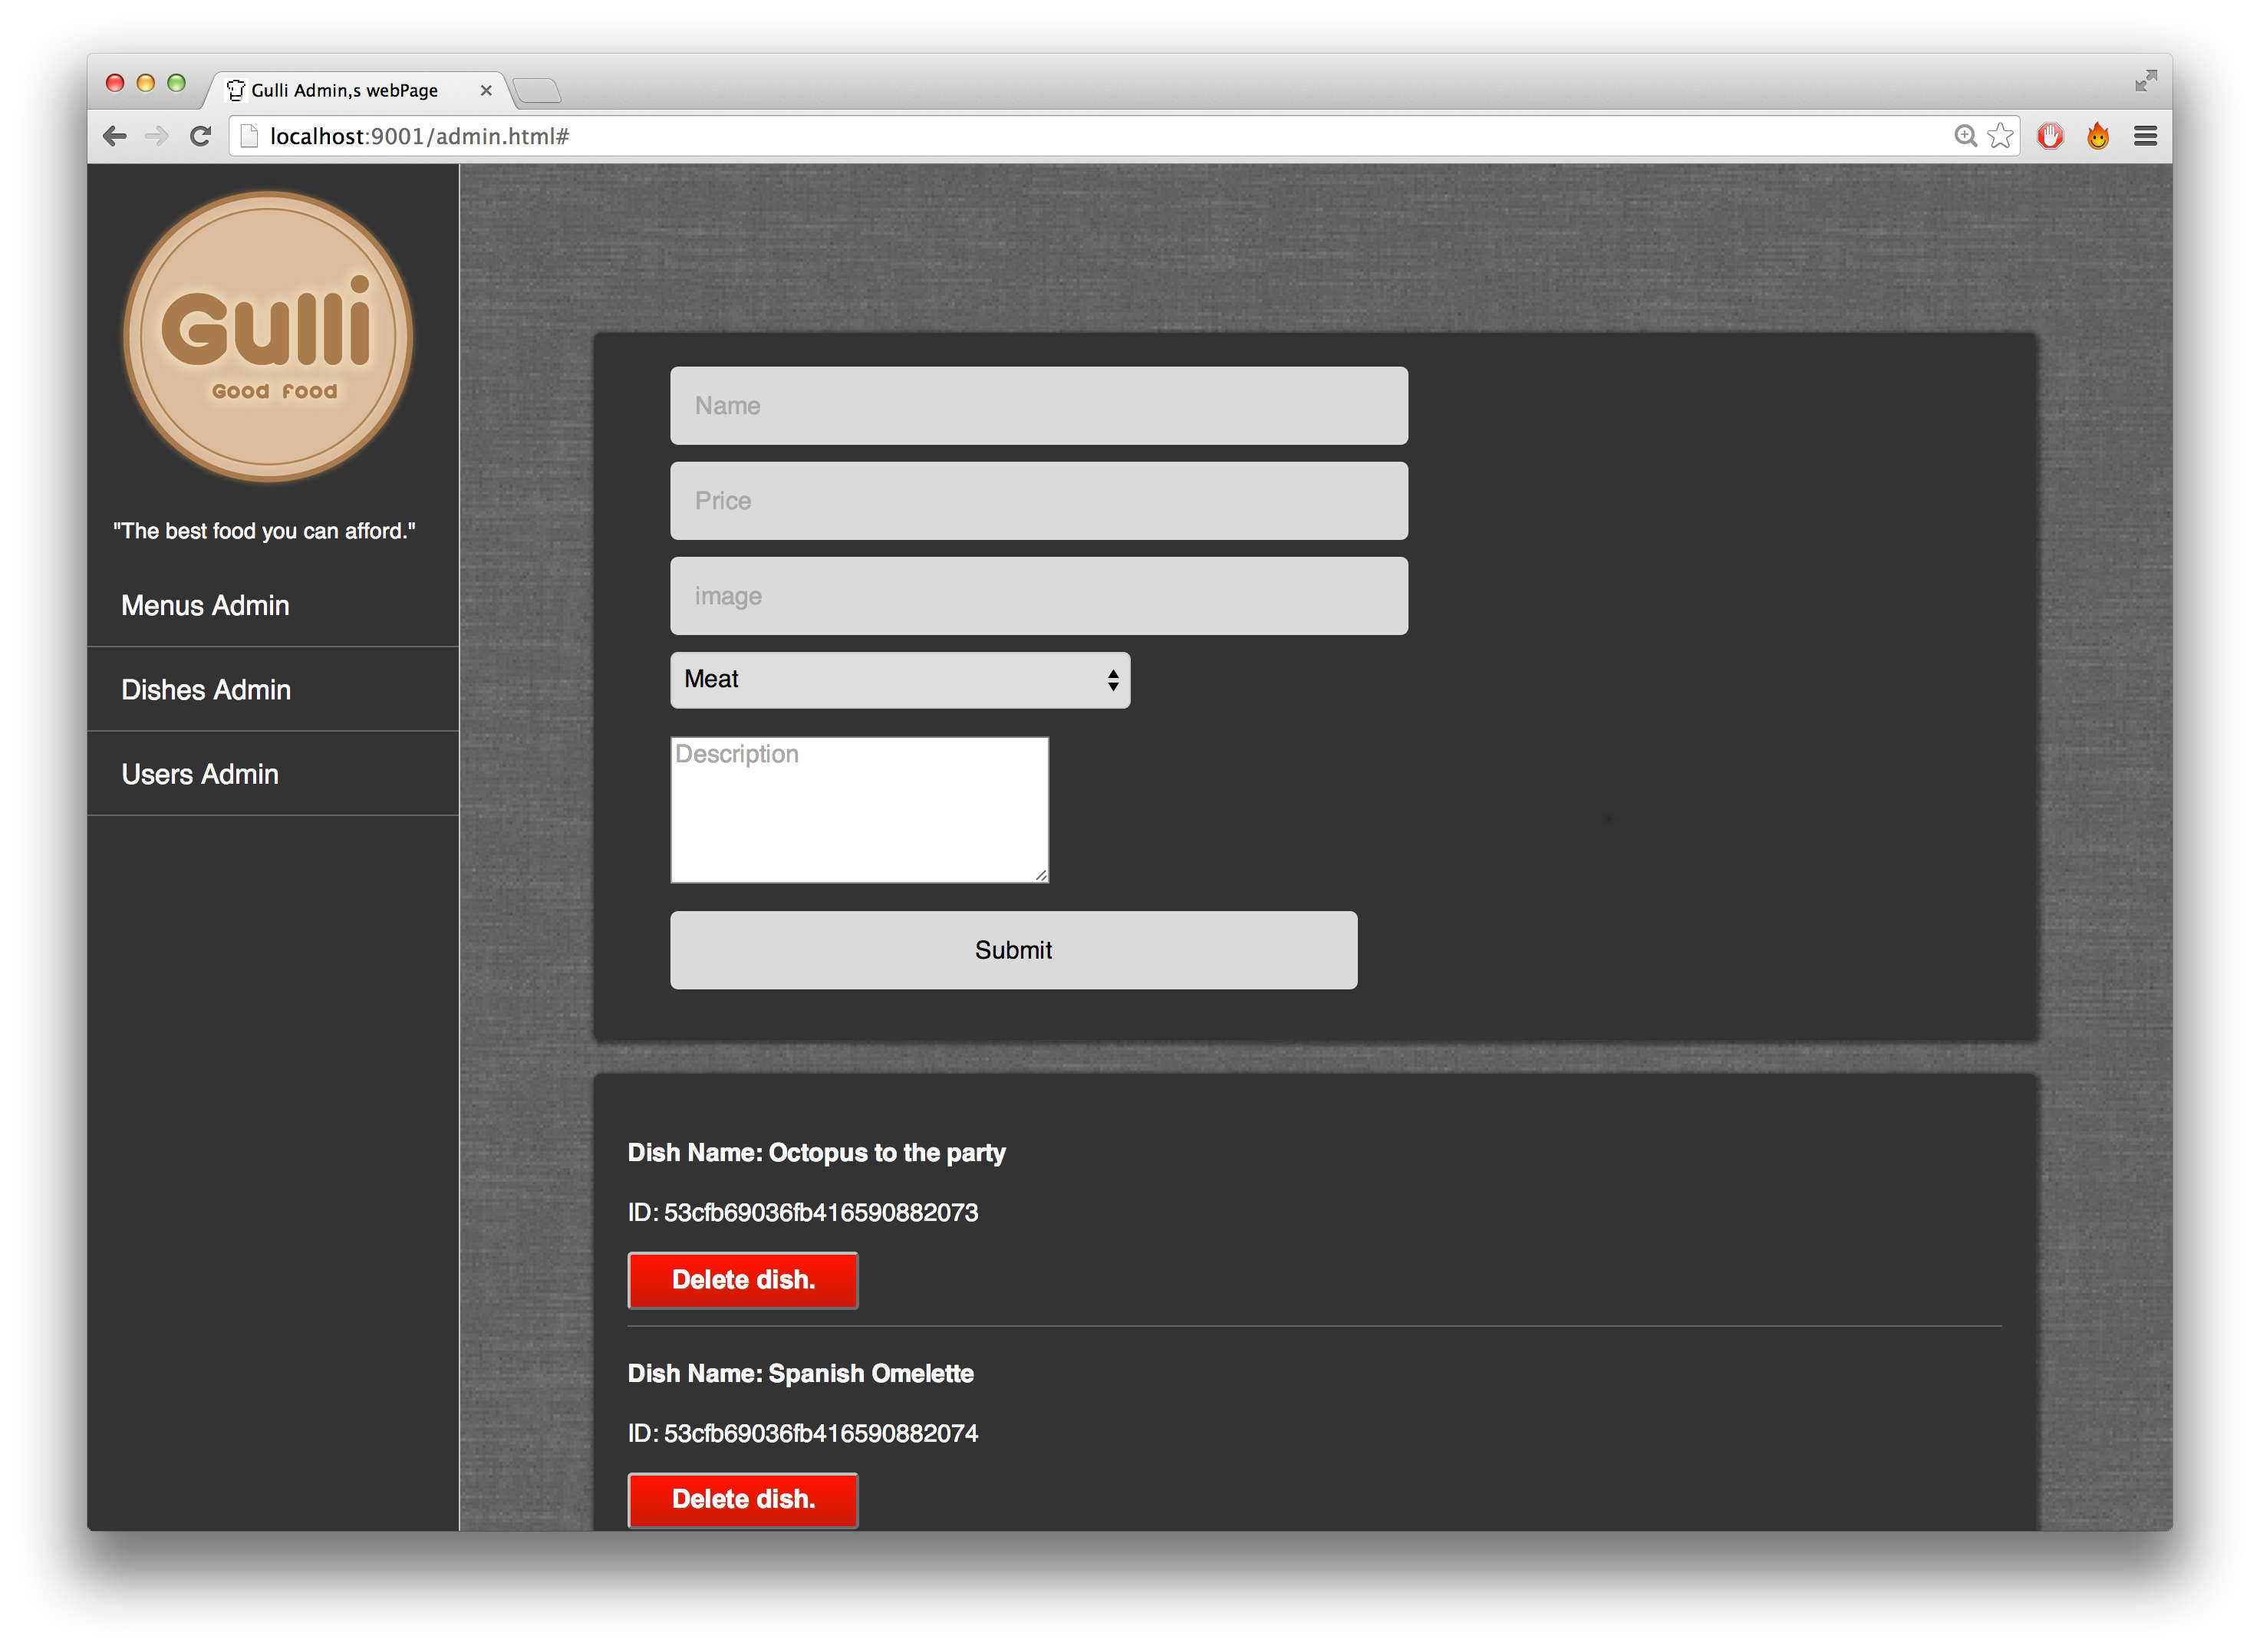 Gulli Admin,s webPage
localhost:9001/admin.html#
Gulli
Good Food
"The best food you can afford."
Menus Admin
Dishes Admin
Users Admin
Name
Price
image
Meat
Description
Submit
Dish Name: Octopus to the party
ID: 53cfb69036fb416590882073
Delete dish.
Dish Name: Spanish Omelette
ID: 53cfb69036fb416590882074
Delete dish.